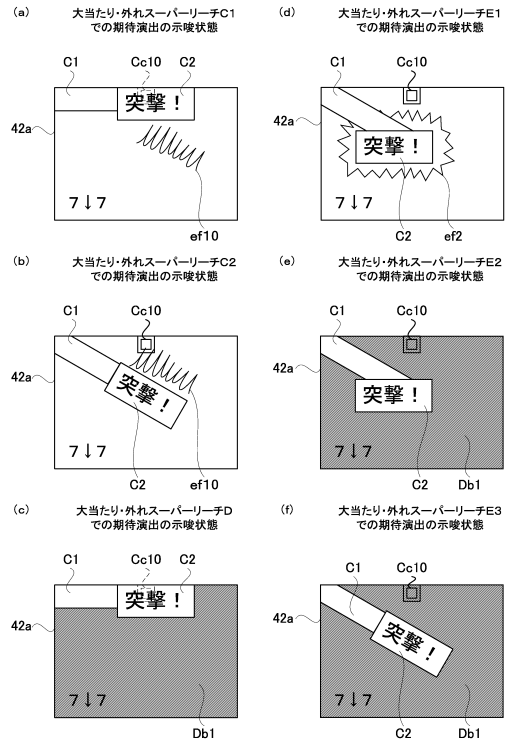 (a) 大当たり・外れスーパーリーチC1
での期待演出の示唆状態
C1 Cc10 C2
突撃！
42a
7↓7
ef10
(b) 大当たり・外れスーパーリーチC2
での期待演出の示唆状態
C1 Cc10
42a
突撃！
7↓7
C2 ef10
(c) 大当たり・外れスーパーリーチD
での期待演出の示唆状態
C1 Cc10 C2
突撃！
42a
7↓7
Db1
(d) 大当たり・外れスーパーリーチE1
での期待演出の示唆状態
C1 Cc10
42a
突撃！
7↓7
C2 ef2
(e) 大当たり・外れスーパーリーチE2
での期待演出の示唆状態
C1 Cc10
42a
突撃！
7↓7
C2 Db1
(f) 大当たり・外れスーパーリーチE3
での期待演出の示唆状態
C1 Cc10
42a
突撃！
7↓7
C2 Db1